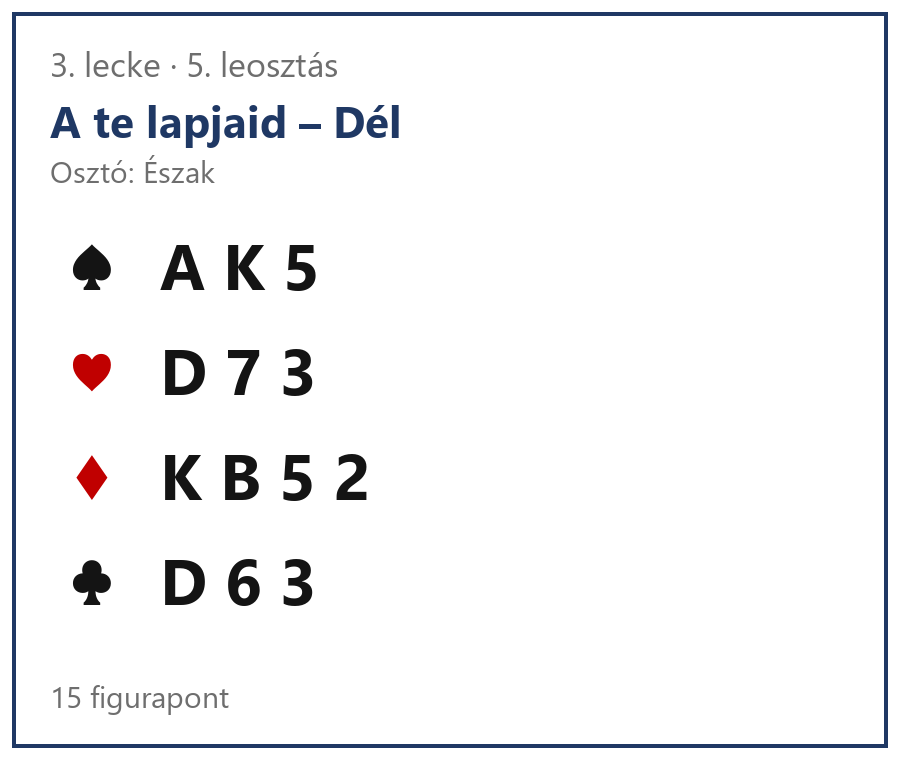 3. lecke · 5. leosztás
A te lapjaid – Dél
Osztó: Észak
♠ A K 5
♥ D 7 3
♦ K B 5 2
♣ D 6 3
15 figurapont